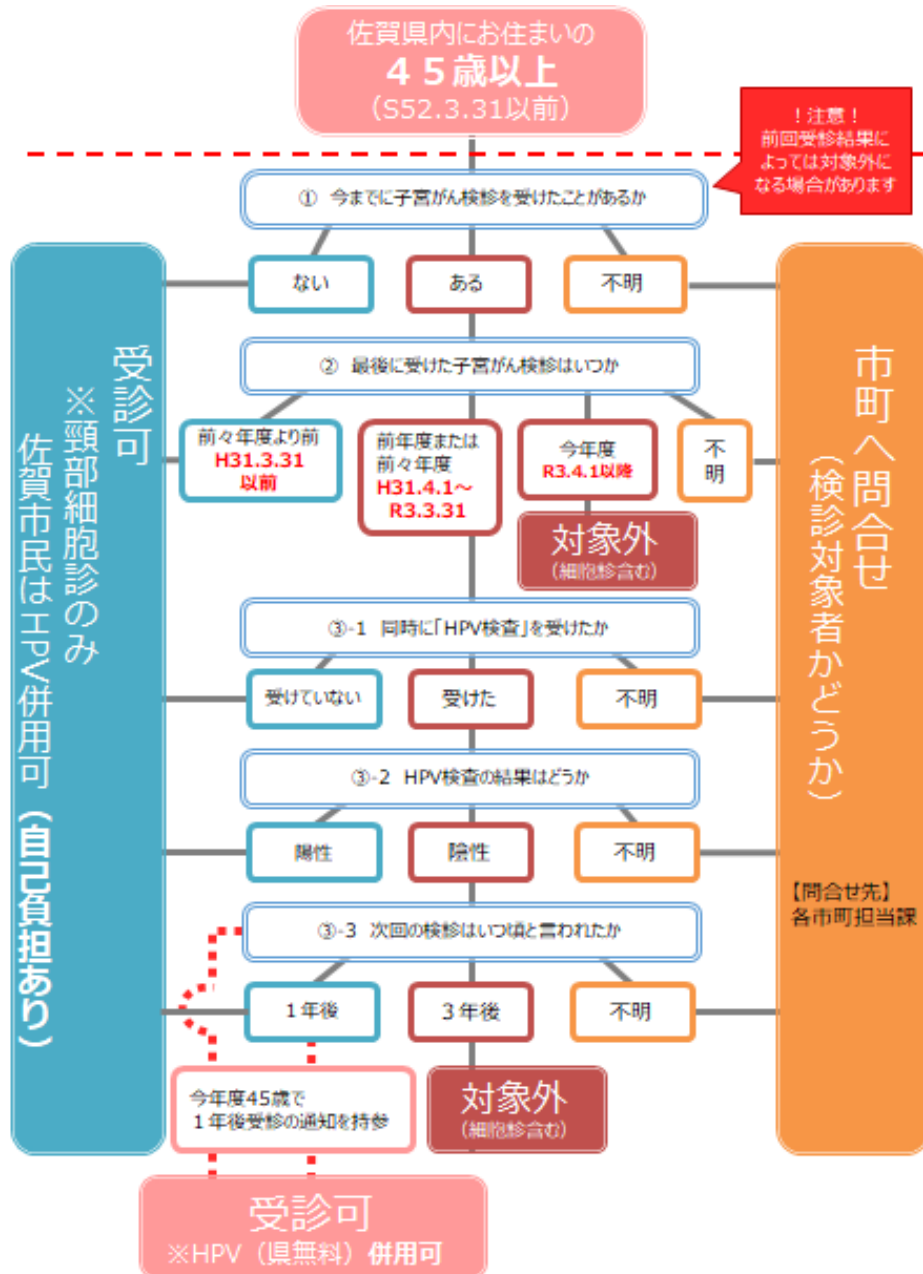 佐賀県内にお住まいの
45歳以上
(S52.3.31以前)
!注意!
前回受診結果に
よっては対象外に
なる場合があります
① 今までに子宮がん検診を受けたことがあるか
ない
ある
不明
② 最後に受けた子宮がん検診はいつか
前々年度より前
H31.3.31
以前
前年度または
前々年度
H31.4.1～
R3.3.31
今年度
R3.4.1以降
不
明
対象外
(細胞診含む)
③-1 同時に「HPV検査」を受けたか
受けていない
受けた
不明
③-2 HPV検査の結果はどうか
陽性
陰性
不明
③-3 次回の検診はいつ頃と言われたか
1年後
3年後
不明
今年度45歳で
1年後受診の通知を持参
対象外
(細胞診含む)
受診可
※HPV(県無料)併用可
受診可
※頸部細胞診のみ
佐賀市民はHPV併用可(自己負担あり)
市町へ問合せ
(検診対象者かどうか)
【問合せ先】
各市町担当課